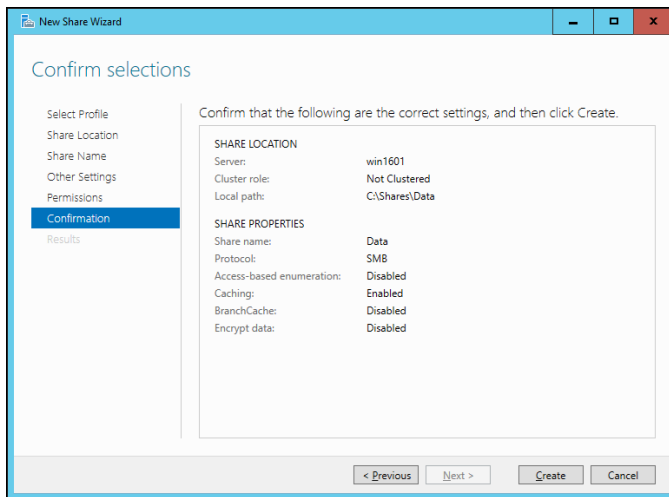 New Share Wizard
Confirm selections
Select Profile
Share Location
Share Name
Other Settings
Permissions
Confirmation
Results
Confirm that the following are the correct settings, and then click Create.
SHARE LOCATION
Server: win1601
Cluster role: Not Clustered
Local path: C:\Shares\Data
SHARE PROPERTIES
Share name: Data
Protocol: SMB
Access-based enumeration: Disabled
Caching: Enabled
BranchCache: Disabled
Encrypt data: Disabled
< Previous Next > Create Cancel